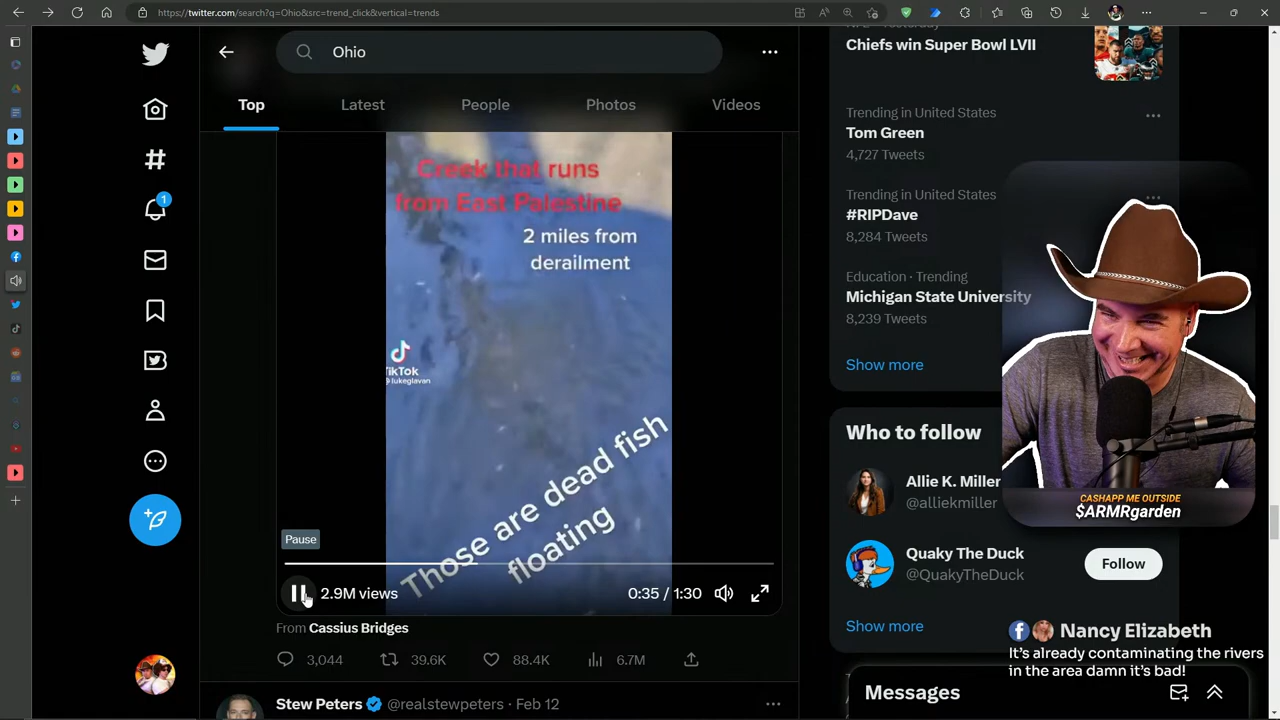 https://twitter.com/search?q=Ohio&src=trend_click&vertical=trends
Ohio
Top
Latest
People
Photos
Videos
Creek that runs
from East Palestine
2 miles from
derailment
TikTok
@lukeglavan
Those are dead fish
floating
Pause
2.9M views
0:35 / 1:30
From Cassius Bridges
3,044
39.6K
88.4K
6.7M
Stew Peters
@realstewpeters · Feb 12
1
Chiefs win Super Bowl LVII
Trending in United States
Tom Green
4,727 Tweets
Trending in United States
#RIPDave
8,284 Tweets
Education · Trending
Michigan State University
8,239 Tweets
Show more
Who to follow
Allie K. Miller
@alliekmiller
Quaky The Duck
@QuakyTheDuck
Follow
Show more
CASHAPP ME OUTSIDE
$ARMRgarden
Nancy Elizabeth
It's already contaminating the rivers
in the area damn it's bad!
Messages